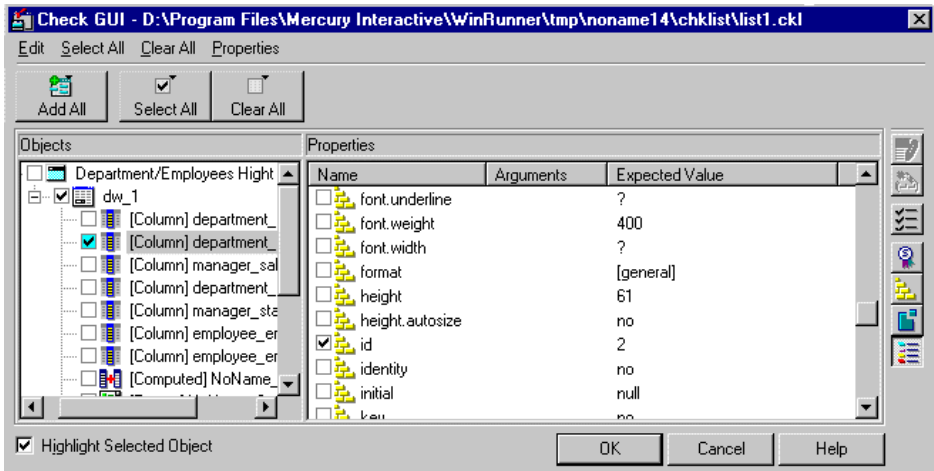 Check GUI - D:\Program Files\Mercury Interactive\WinRunner\tmp\noname14\chklist\list1.ckl
Edit Select All Clear All Properties
Add All Select All Clear All
Objects
Department/Employees Hight
dw_1
[Column] department_
[Column] department_
[Column] manager_sal
[Column] department_
[Column] manager_sta
[Column] employee_er
[Column] employee_er
[Computed] NoName_
Properties
Name Arguments Expected Value
font.underline ?
font.weight 400
font.width ?
format [general]
height 61
height.autosize no
id 2
identity no
initial null
key no
Highlight Selected Object
OK Cancel Help